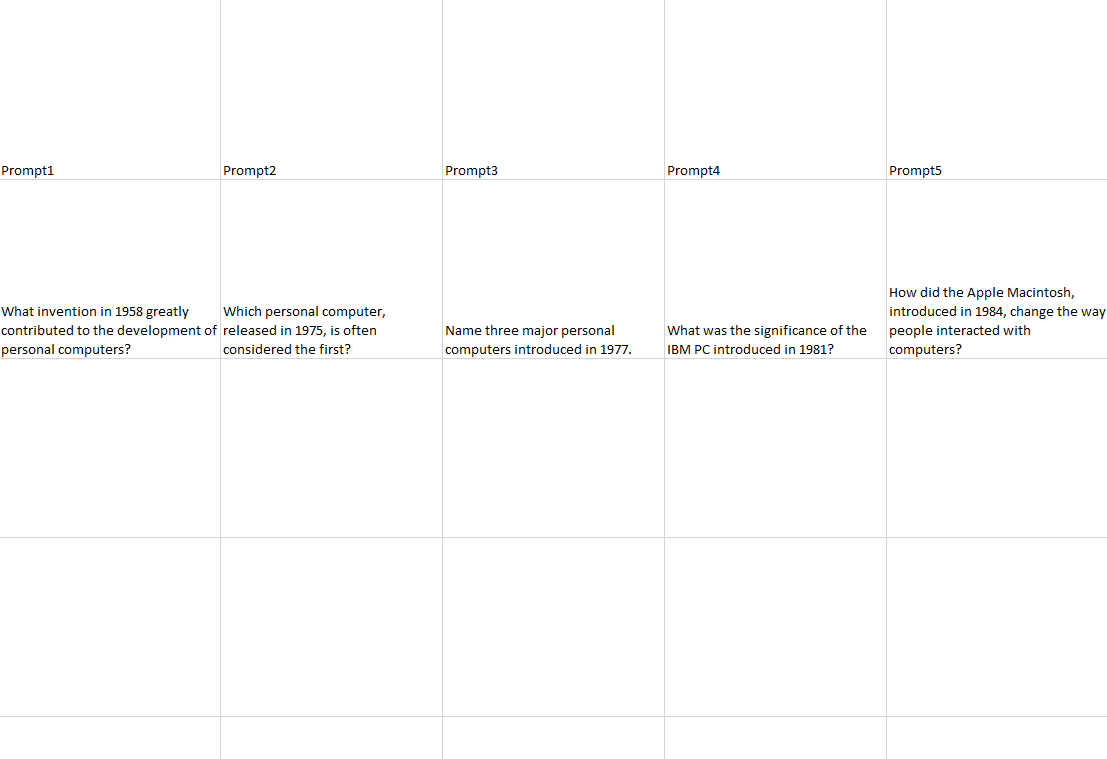 Prompt1
Prompt2
Prompt3
Prompt4
Prompt5
What invention in 1958 greatly
contributed to the development of
personal computers?
Which personal computer,
released in 1975, is often
considered the first?
Name three major personal
computers introduced in 1977.
What was the significance of the
IBM PC introduced in 1981?
How did the Apple Macintosh,
introduced in 1984, change the way
people interacted with
computers?